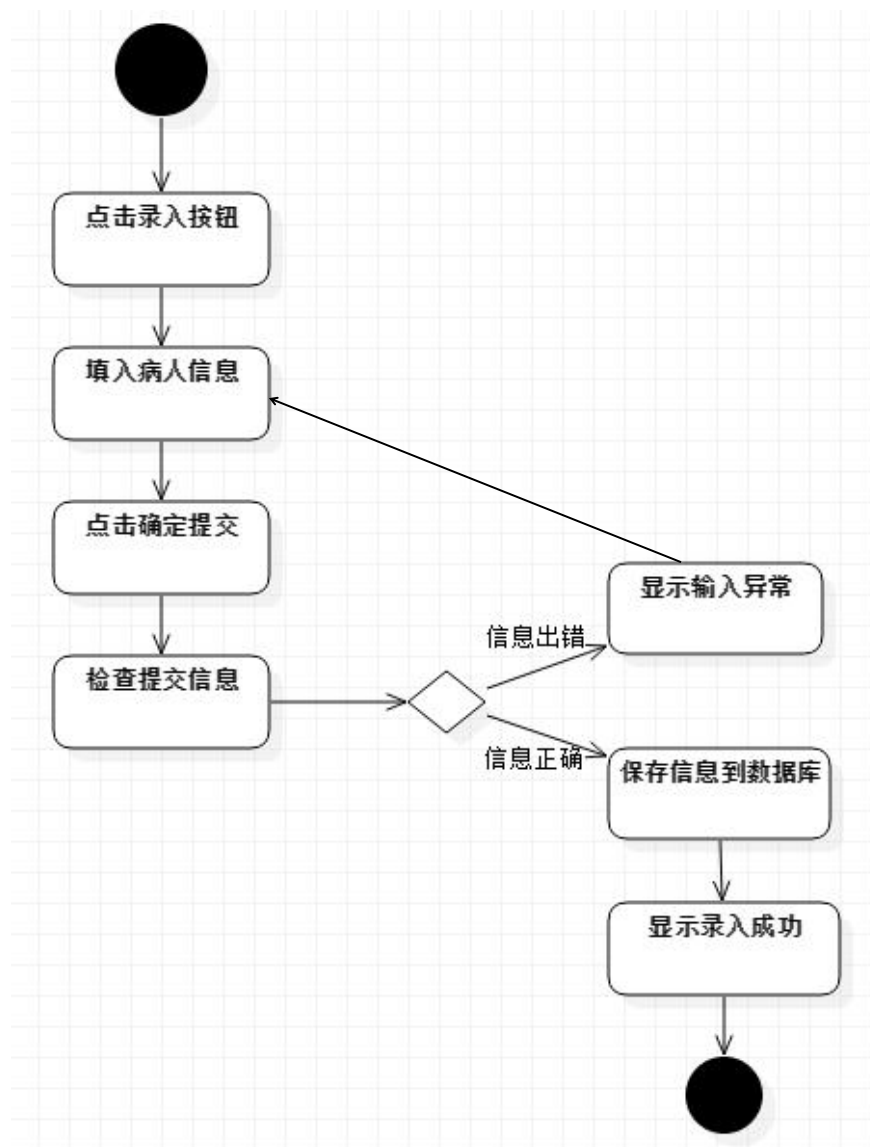 点击录入按钮
填入病人信息
点击确定提交
检查提交信息
信息出错
显示输入异常
信息正确
保存信息到数据库
显示录入成功